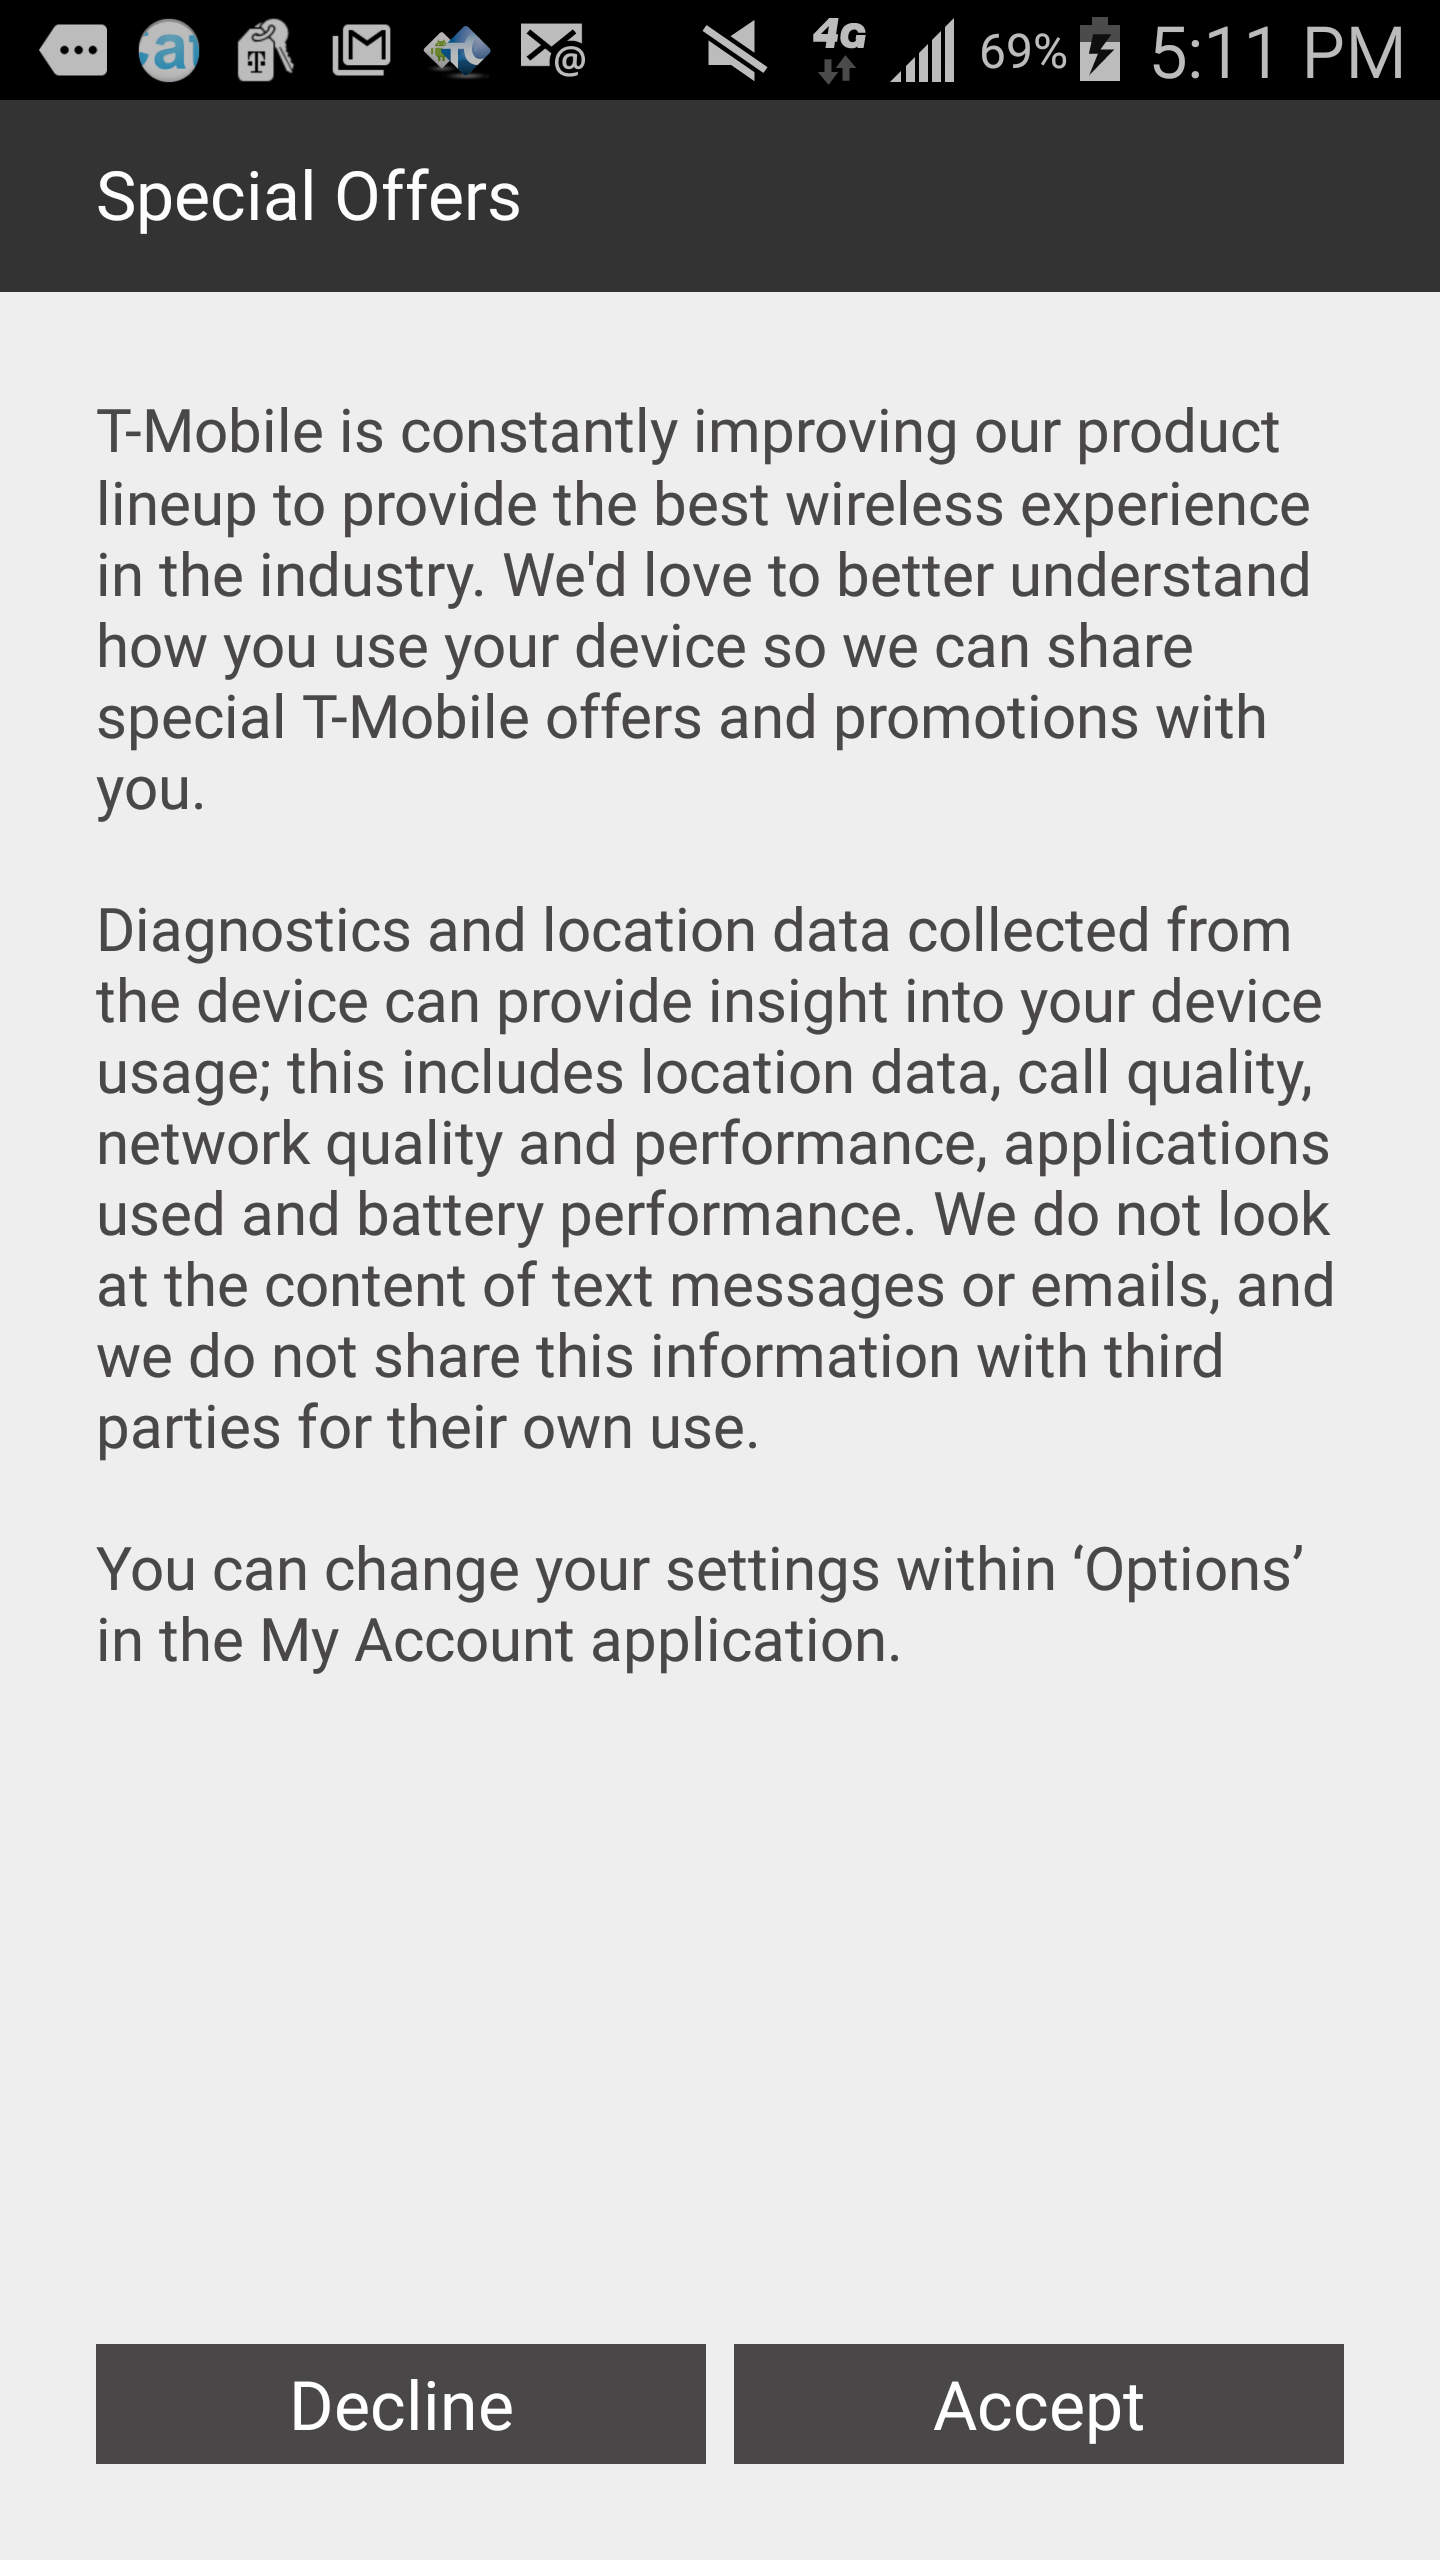 4G 69% 5:11 PM
Special Offers
T-Mobile is constantly improving our product
lineup to provide the best wireless experience
in the industry. We'd love to better understand
how you use your device so we can share
special T-Mobile offers and promotions with
you.
Diagnostics and location data collected from
the device can provide insight into your device
usage; this includes location data, call quality,
network quality and performance, applications
used and battery performance. We do not look
at the content of text messages or emails, and
we do not share this information with third
parties for their own use.
You can change your settings within ‘Options’
in the My Account application.
Decline
Accept